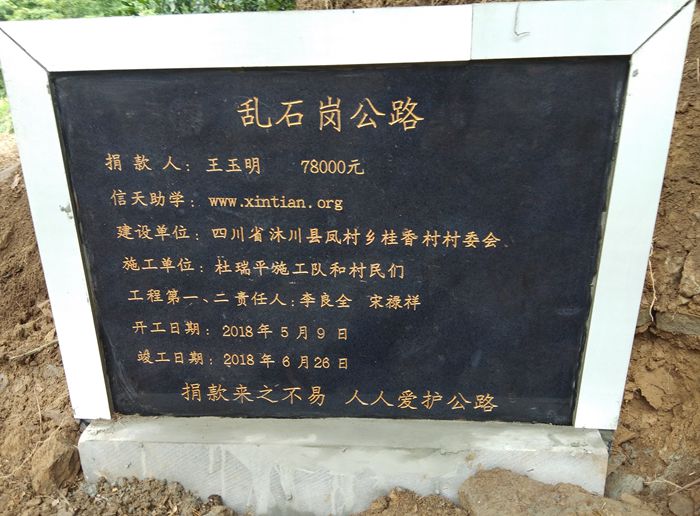 乱石岗公路
捐款人：王玉明 78000元
信天助学：www.xintian.org
建设单位：四川省沐川县凤村乡桂香村村委会
施工单位：杜瑞平施工队和村民们
工程第一、二责任人：李良全 宋禄祥
开工日期：2018年5月9日
竣工日期：2018年6月26日
捐款来之不易 人人爱护公路